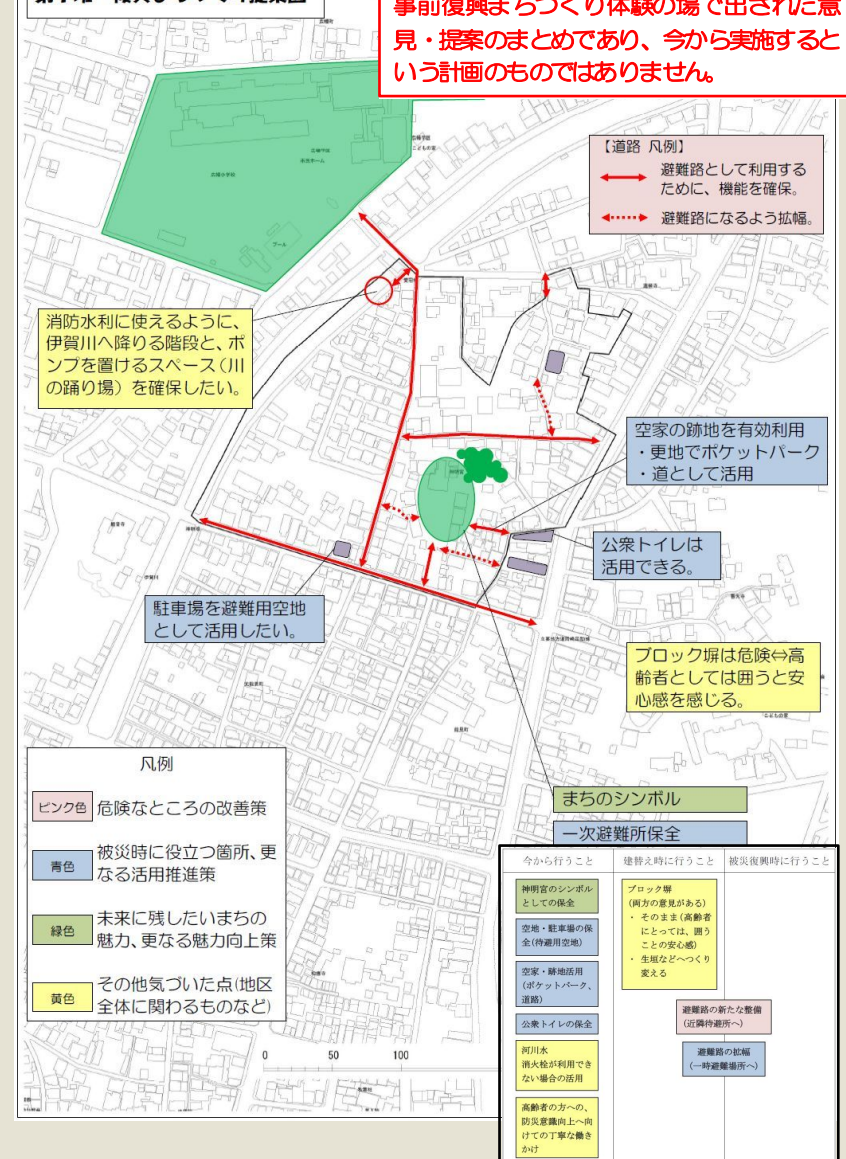 事前復興まちづくり体験の場で出された意
見・提案のまとめであり、今から実施すると
いう計画のものではありません。
【道路 凡例】
避難路として利用する
ために、機能を確保。
避難路になるよう拡幅。
消防水利に使えるように、
伊賀川へ降りる階段と、ポ
ンプを置けるスペース(川
の踊り場)を確保したい。
空家の跡地を有効利用
・更地でポケットパーク
・道として活用
公衆トイレは
活用できる。
駐車場を避難用空地
として活用したい。
ブロック塀は危険⇔高
齢者としては囲うと安
心感を感じる。
まちのシンボル
一次避難所保全
凡例
ピンク色 危険なところの改善策
青色 被災時に役立つ箇所、更
なる活用推進策
緑色 未来に残したいまちの
魅力、更なる魅力向上策
黄色 その他気づいた点(地区
全体に関わるものなど)
0 50 100
今から行うこと 建替え時に行うこと 被災復興時に行うこと
神明宮のシンボル
としての保全
空地・駐車場の保
全(待避用空地)
空家・跡地活用
(ポケットパーク、
道路)
公衆トイレの保全
河川水
消火栓が利用でき
ない場合の活用
高齢者の方への、
防災意識向上へ向
けての丁寧な働き
かけ
ブロック塀
(両方の意見がある)
・ そのまま(高齢者
にとっては、囲う
ことの安心感)
・ 生垣などへつくり
変える
避難路の新たな整備
(近隣待避所へ)
避難路の拡幅
(一時避難場所へ)